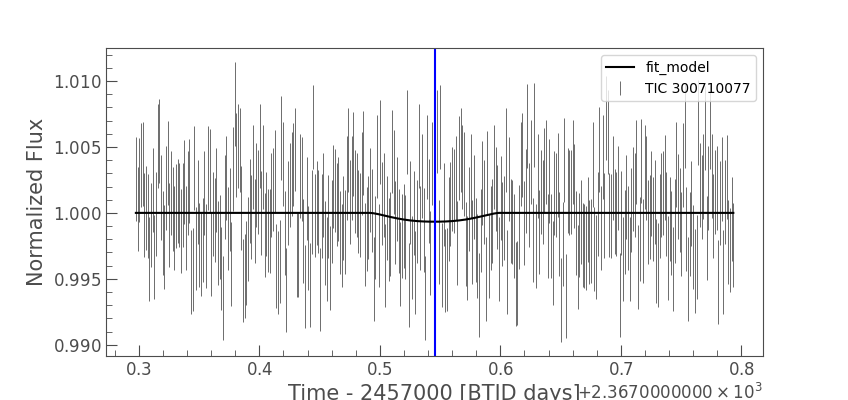 fit_model
TIC 300710077
1.010
1.005
1.000
0.995
0.990
Normalized Flux
0.3 0.4 0.5 0.6 0.7 0.8
Time - 2457000 [BTJD days]
+2.3670000000 × 10³